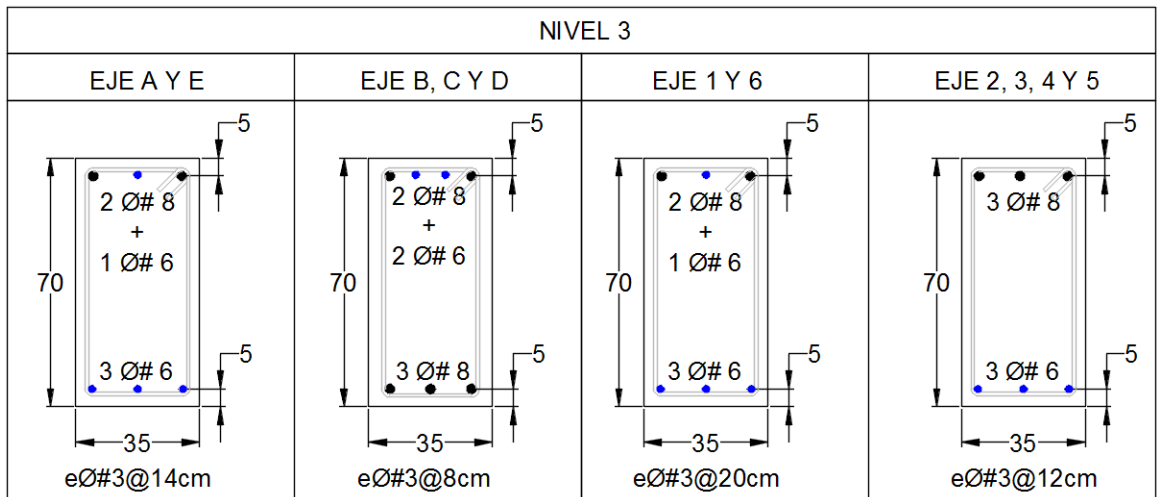 NIVEL 3
EJE A Y E
EJE B, C Y D
EJE 1 Y 6
EJE 2, 3, 4 Y 5
5
2 Ø# 8
+
1 Ø# 6
70
3 Ø# 6
5
35
eØ#3@14cm
5
2 Ø# 8
+
2 Ø# 6
70
3 Ø# 8
5
35
eØ#3@8cm
5
2 Ø# 8
+
1 Ø# 6
70
3 Ø# 6
5
35
eØ#3@20cm
5
3 Ø# 8
70
3 Ø# 6
5
35
eØ#3@12cm